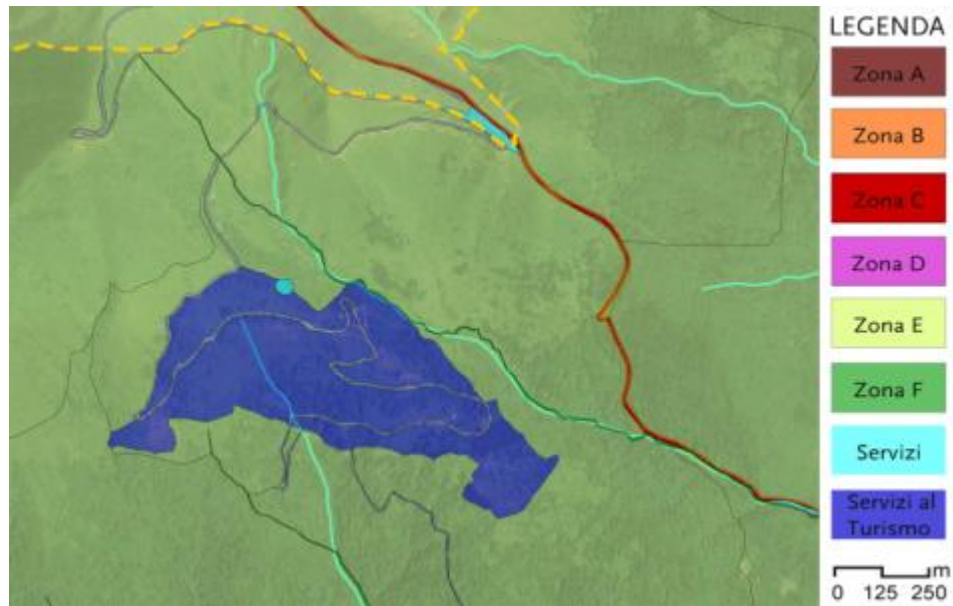 LEGENDA
Zona A
Zona B
Zona C
Zona D
Zona E
Zona F
Servizi
Servizi al
Turismo
m
0 125 250